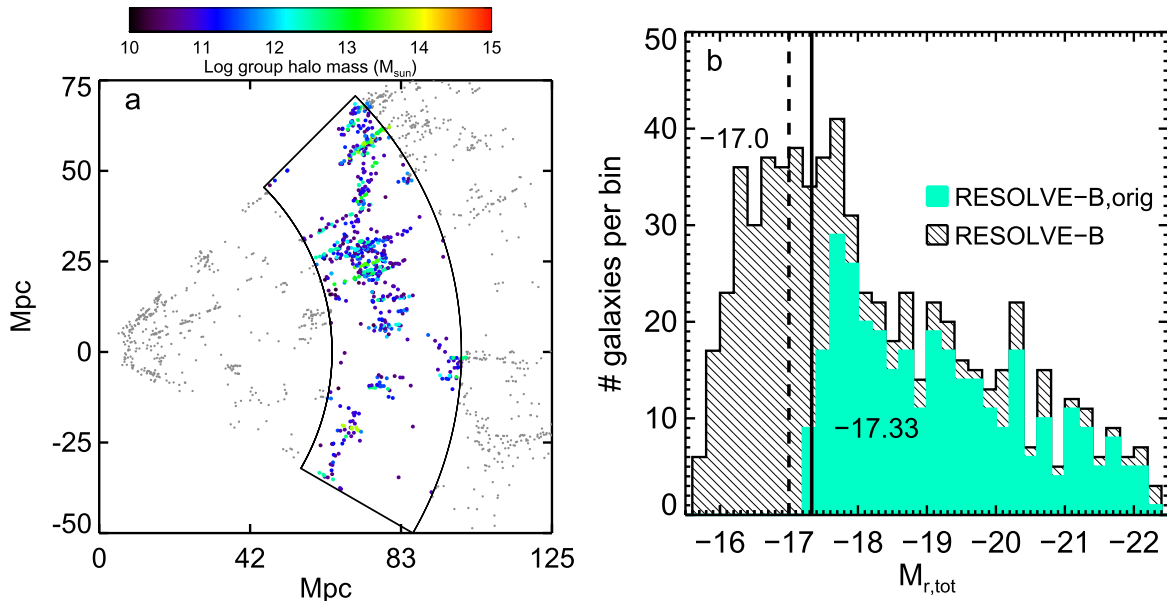 10 11 12 13 14 15
Log group halo mass (M_sun)
a
75
50
25
0
-25
-50
Mpc
0 42 83 125
Mpc
b
50
40
30
20
10
0
# galaxies per bin
−17.0
RESOLVE−B,orig
RESOLVE−B
−17.33
−16 −17 −18 −19 −20 −21 −22
M_r,tot